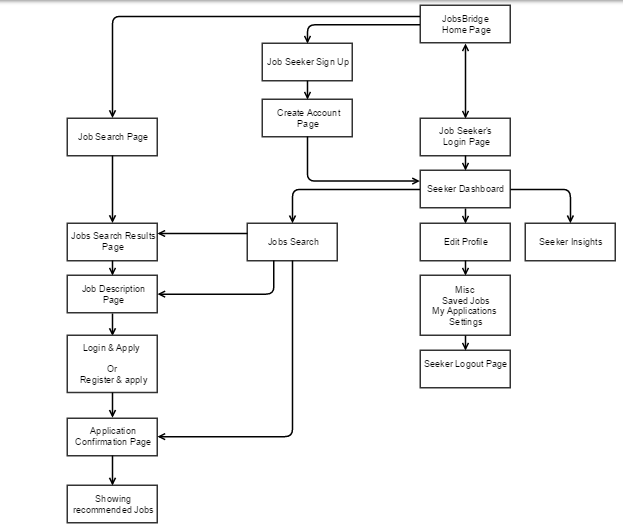 JobsBridge
Home Page
Job Seeker Sign Up
Create Account
Page
Job Search Page
Job Seeker's
Login Page
Seeker Dashboard
Jobs Search Results
Page
Jobs Search
Edit Profile
Seeker Insights
Job Description
Page
Misc
Saved Jobs
My Applications
Settings
Login & Apply
Or
Register & apply
Seeker Logout Page
Application
Confirmation Page
Showing
recommended Jobs